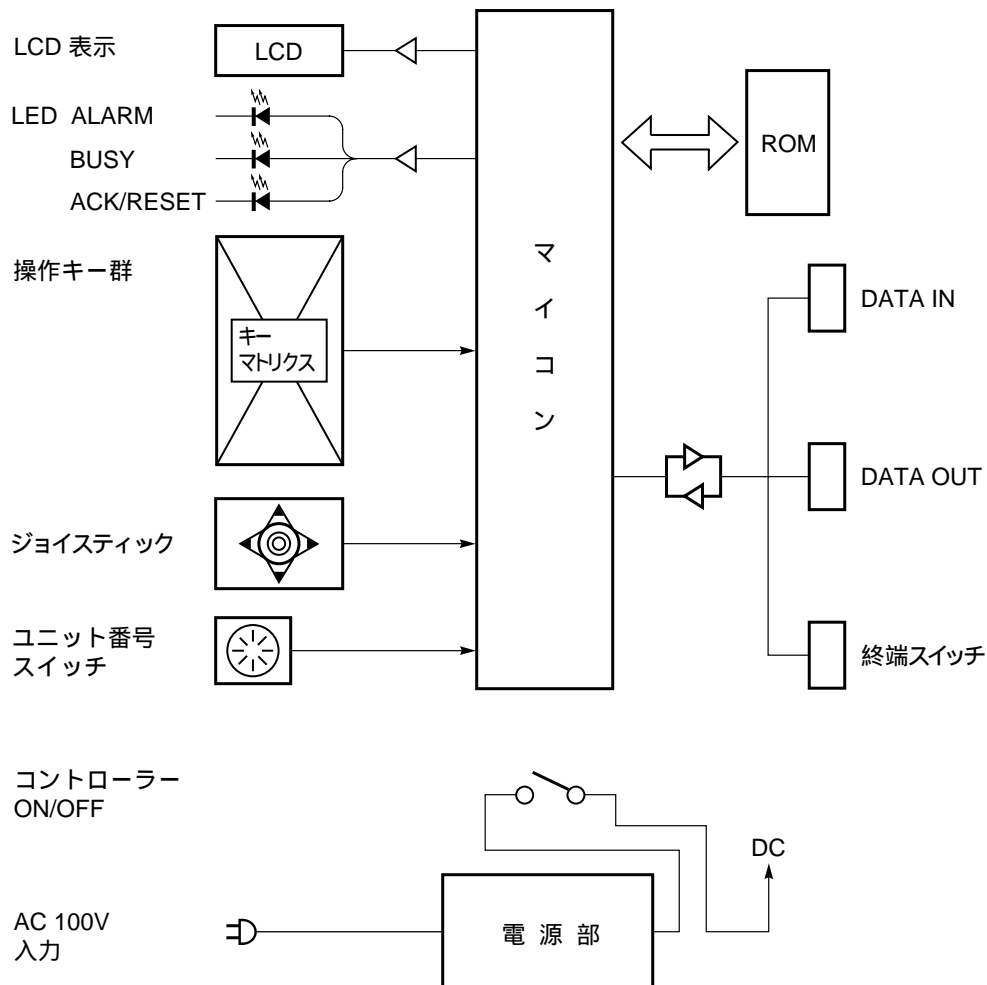 LCD 表示
LCD
LED ALARM
BUSY
ACK/RESET
ROM
操作キー群
キー
マトリクス
マイコン
DATA IN
DATA OUT
ジョイスティック
ユニット番号
スイッチ
終端スイッチ
コントローラー
ON/OFF
DC
AC 100V
入力
電源部